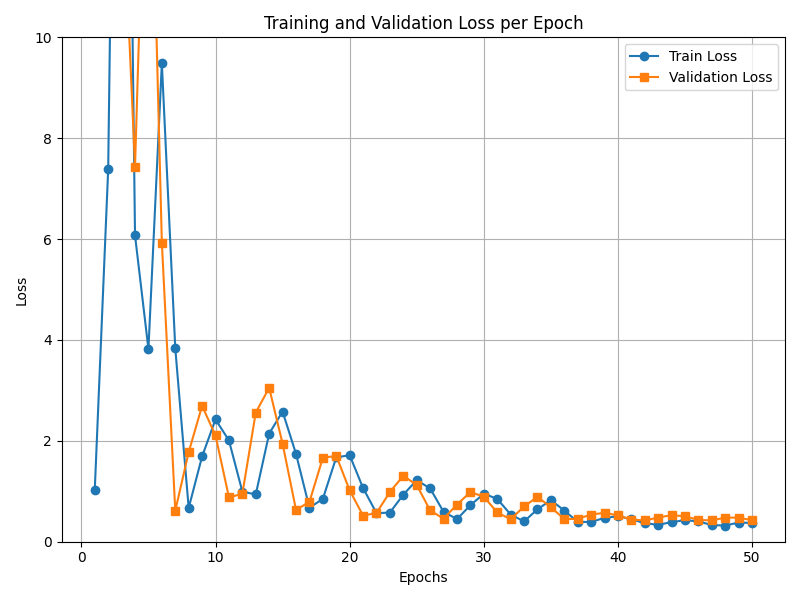 Training and Validation Loss per Epoch
Train Loss
Validation Loss
10
8
6
4
2
0
Loss
0 10 20 30 40 50
Epochs